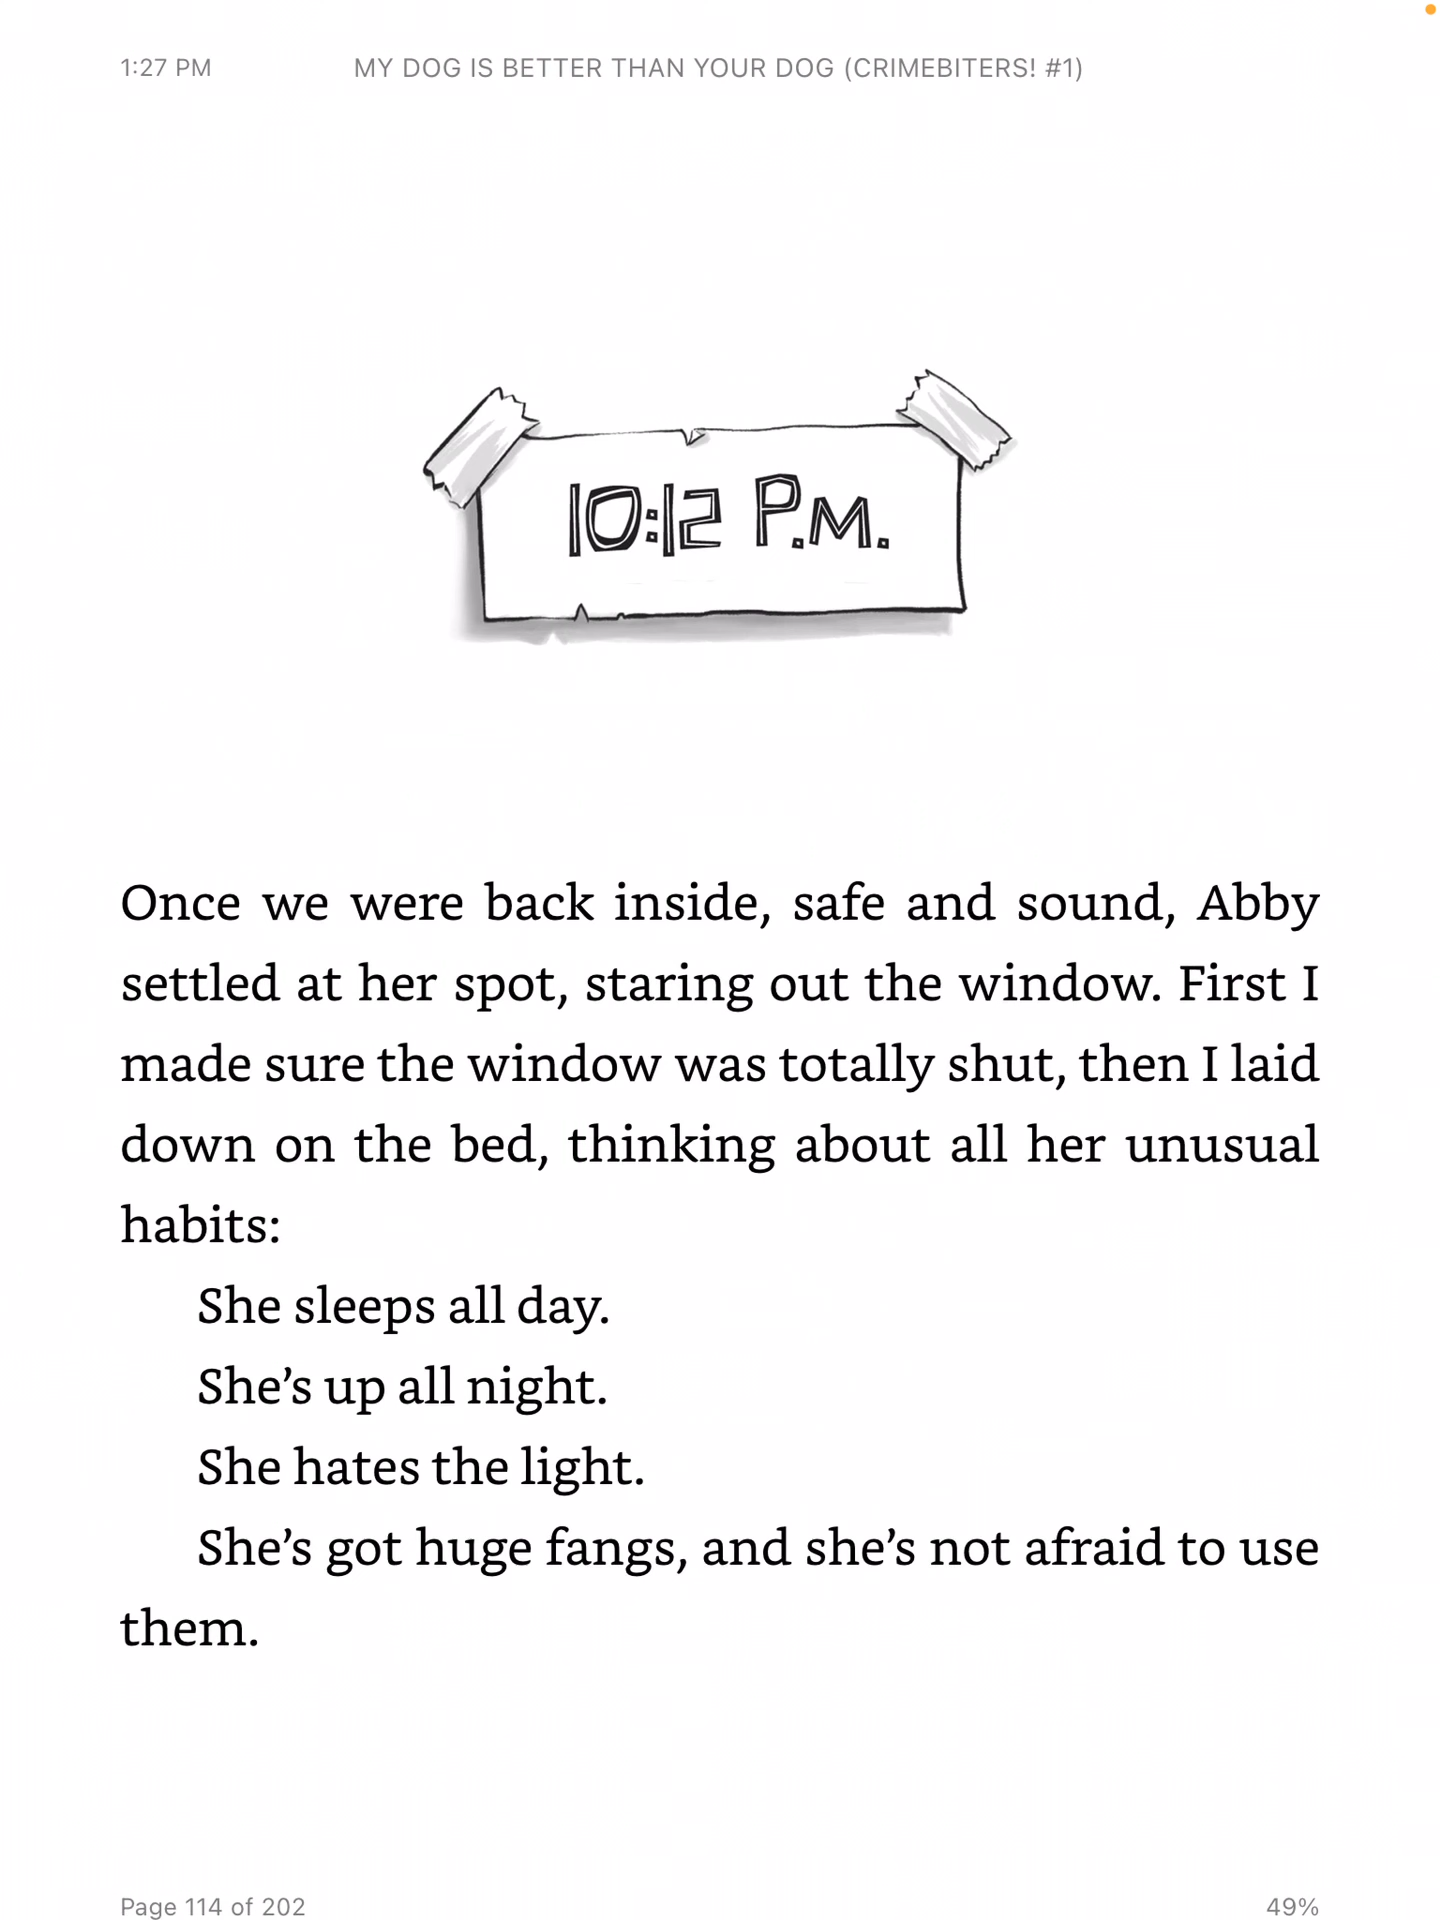 1:27 PM
MY DOG IS BETTER THAN YOUR DOG (CRIMEBITERS! #1)
10:12 P.M.
Once we were back inside, safe and sound, Abby
settled at her spot, staring out the window. First I
made sure the window was totally shut, then I laid
down on the bed, thinking about all her unusual
habits:
She sleeps all day.
She’s up all night.
She hates the light.
She’s got huge fangs, and she’s not afraid to use
them.
Page 114 of 202
49%